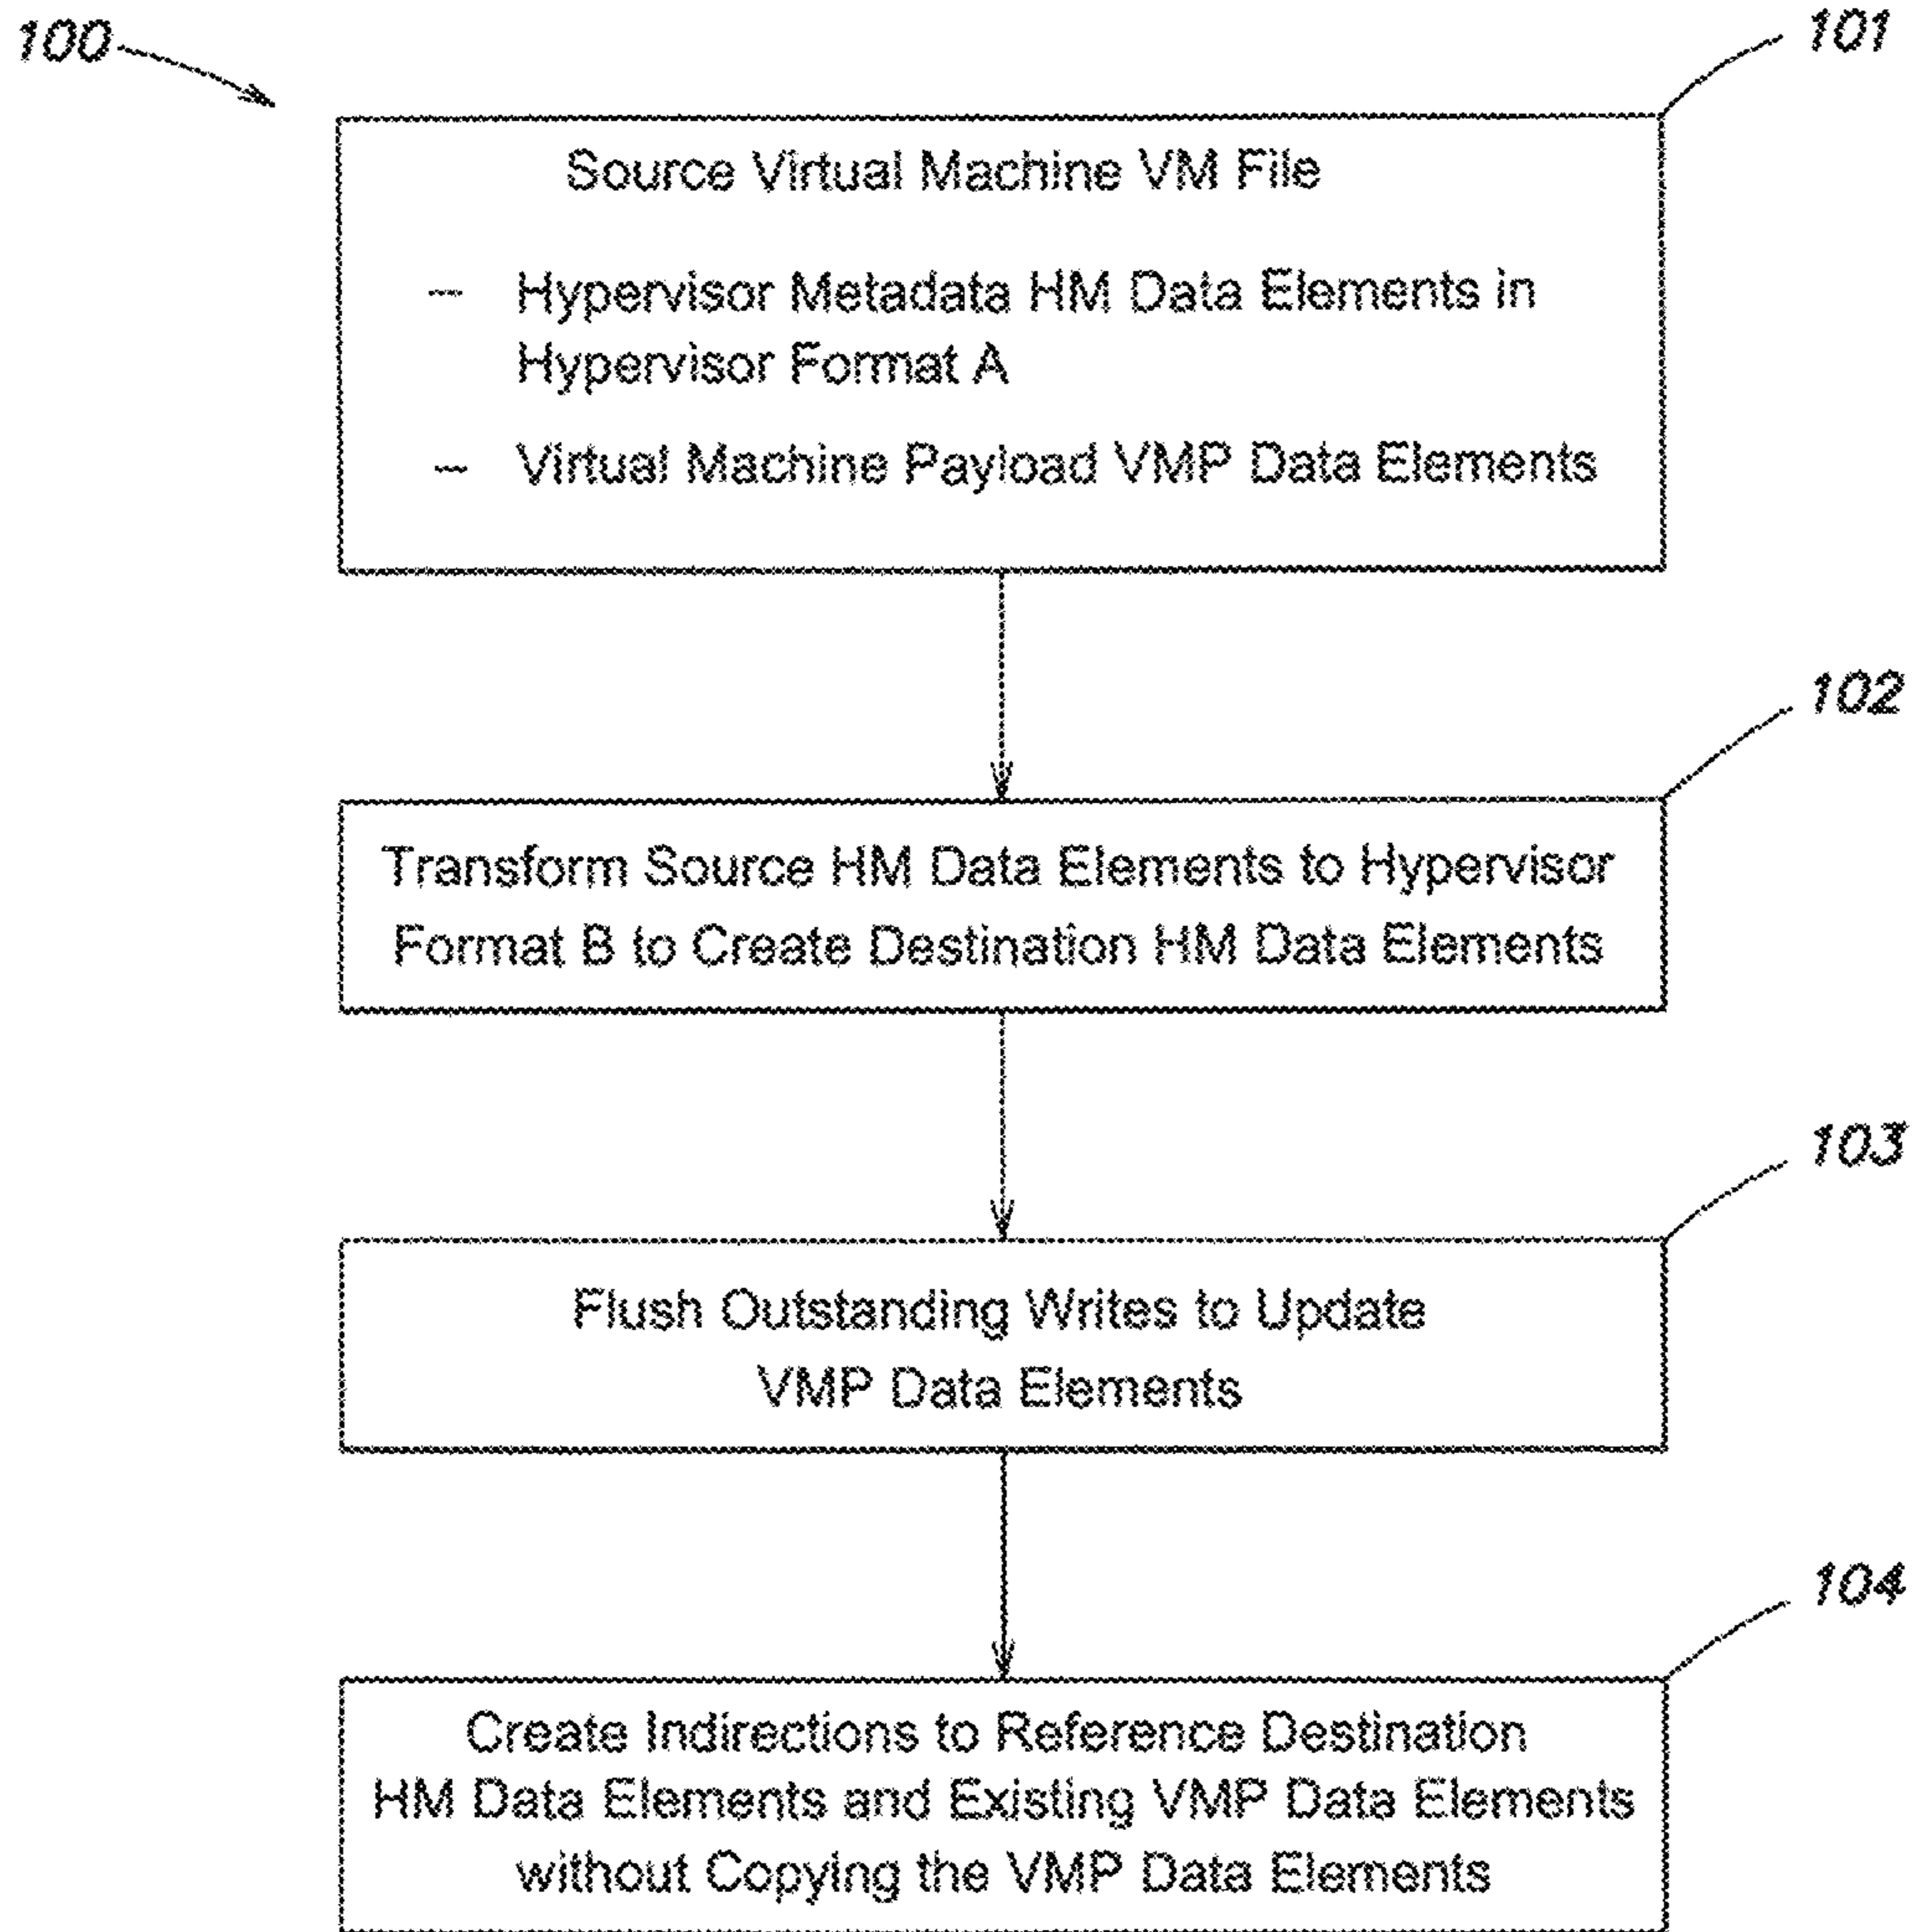 100
101
Source Virtual Machine VM File
– Hypervisor Metadata HM Data Elements in
Hypervisor Format A
– Virtual Machine Payload VMP Data Elements
102
Transform Source HM Data Elements to Hypervisor
Format B to Create Destination HM Data Elements
103
Flush Outstanding Writes to Update
VMP Data Elements
104
Create Indirections to Reference Destination
HM Data Elements and Existing VMP Data Elements
without Copying the VMP Data Elements